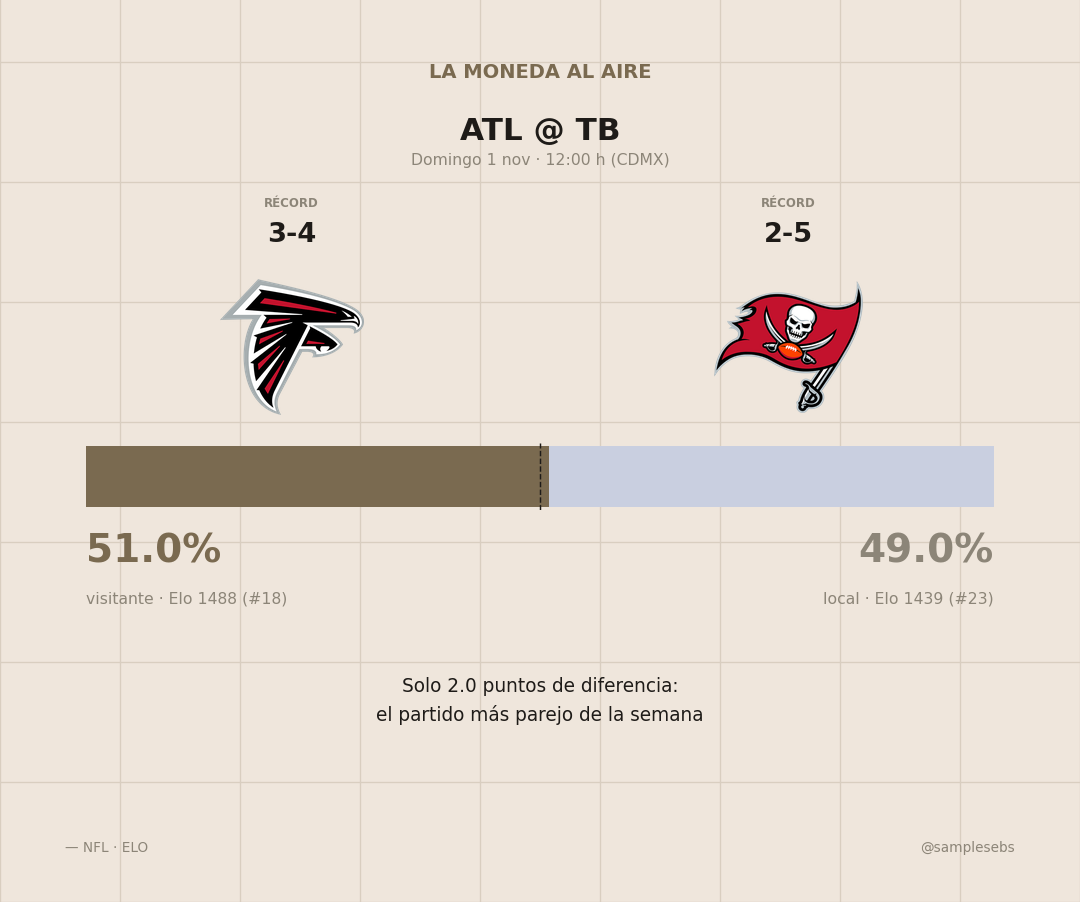 LA MONEDA AL AIRE
ATL @ TB
Domingo 1 nov · 12:00 h (CDMX)
RÉCORD
3-4
RÉCORD
2-5
51.0%
49.0%
visitante · Elo 1488 (#18)
local · Elo 1439 (#23)
Solo 2.0 puntos de diferencia:
el partido más parejo de la semana
— NFL · ELO
@samplesebs